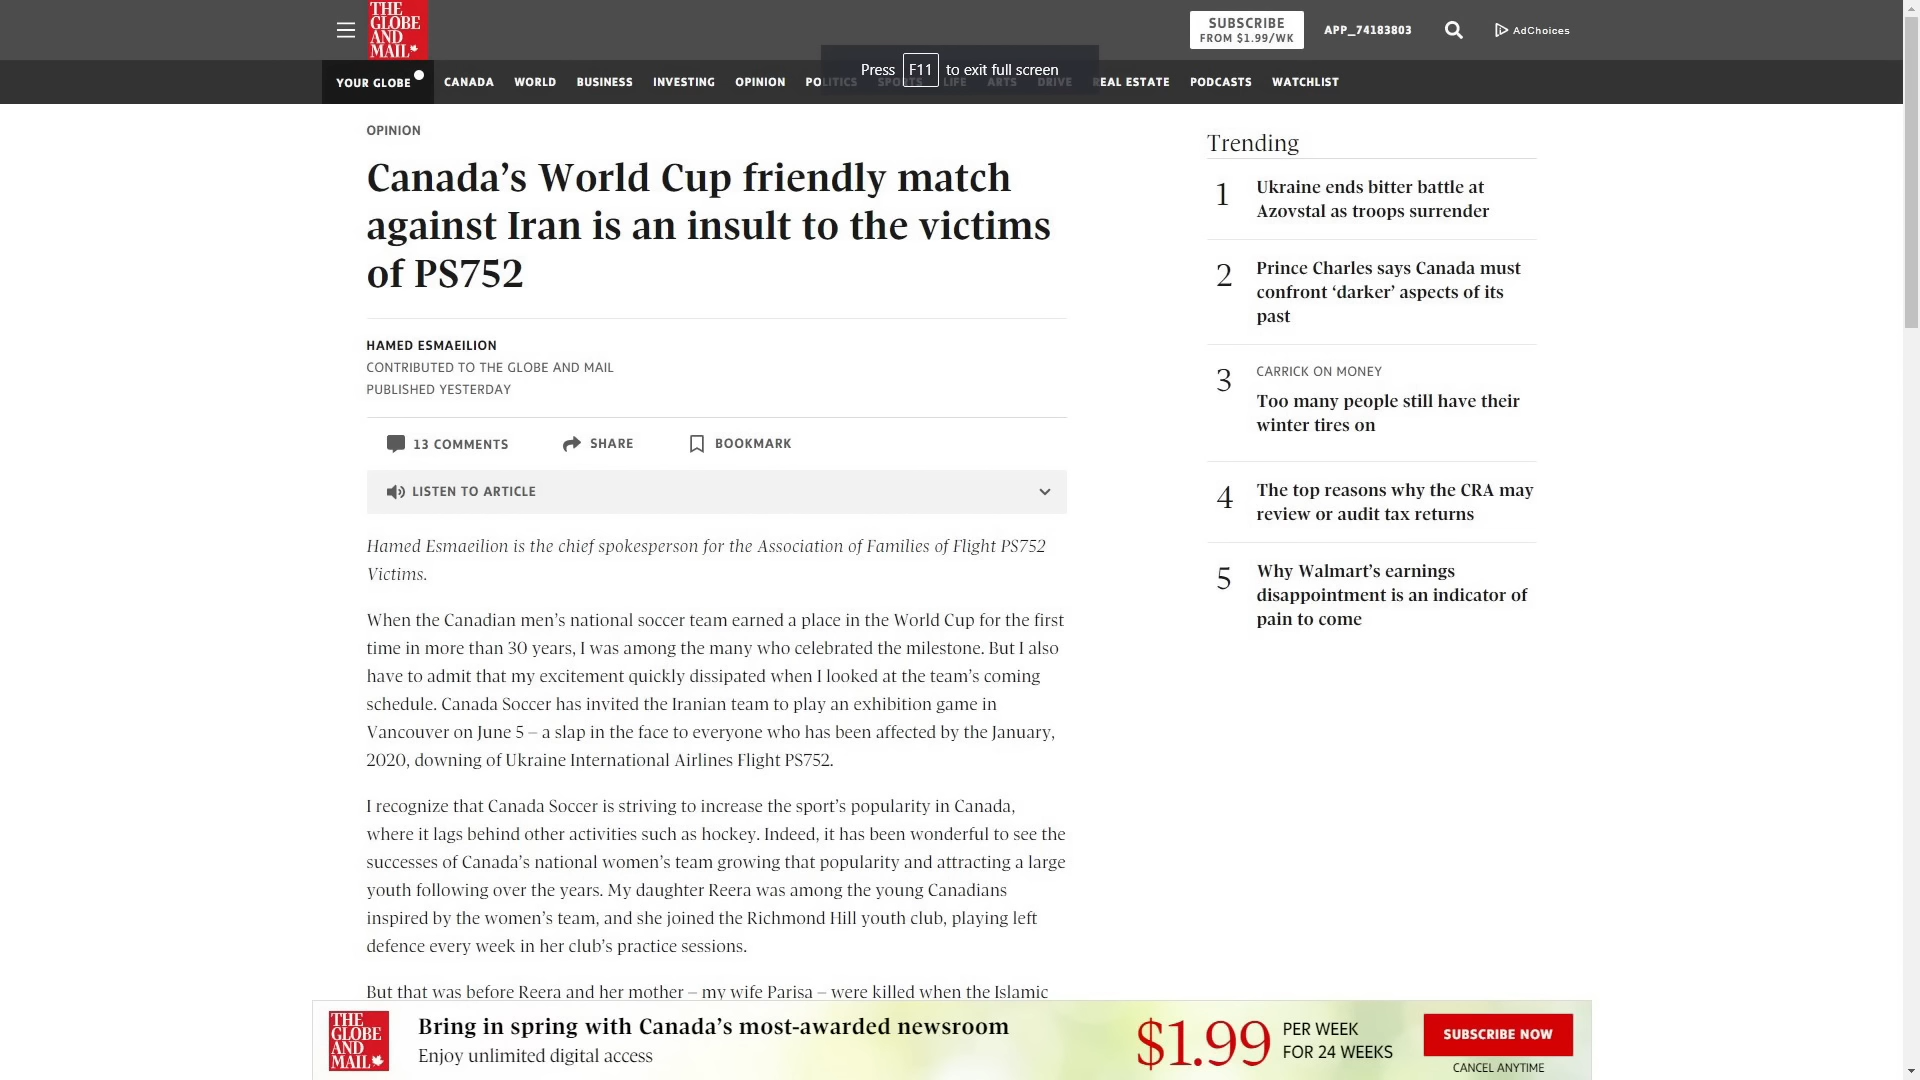 THE
GLOBE
AND
MAIL
SUBSCRIBE
FROM $1.99/WK
APP_74183803
AdChoices
Press F11 to exit full screen
YOUR GLOBE CANADA WORLD BUSINESS INVESTING OPINION POLITICS SPORTS LIFE ARTS DRIVE REAL ESTATE PODCASTS WATCHLIST
OPINION
Canada’s World Cup friendly match
against Iran is an insult to the victims
of PS752
HAMED ESMAEILION
CONTRIBUTED TO THE GLOBE AND MAIL
PUBLISHED YESTERDAY
13 COMMENTS SHARE BOOKMARK
LISTEN TO ARTICLE
Hamed Esmaeilion is the chief spokesperson for the Association of Families of Flight PS752
Victims.
When the Canadian men’s national soccer team earned a place in the World Cup for the first
time in more than 30 years, I was among the many who celebrated the milestone. But I also
have to admit that my excitement quickly dissipated when I looked at the team’s coming
schedule. Canada Soccer has invited the Iranian team to play an exhibition game in
Vancouver on June 5 – a slap in the face to everyone who has been affected by the January,
2020, downing of Ukraine International Airlines Flight PS752.
I recognize that Canada Soccer is striving to increase the sport’s popularity in Canada,
where it lags behind other activities such as hockey. Indeed, it has been wonderful to see the
successes of Canada’s national women’s team growing that popularity and attracting a large
youth following over the years. My daughter Reera was among the young Canadians
inspired by the women’s team, and she joined the Richmond Hill youth club, playing left
defence every week in her club’s practice sessions.
But that was before Reera and her mother – my wife Parisa – were killed when the Islamic
Trending
1
Ukraine ends bitter battle at
Azovstal as troops surrender
2
Prince Charles says Canada must
confront ‘darker’ aspects of its
past
3
CARRICK ON MONEY
Too many people still have their
winter tires on
4
The top reasons why the CRA may
review or audit tax returns
5
Why Walmart’s earnings
disappointment is an indicator of
pain to come
THE
GLOBE
AND
MAIL
Bring in spring with Canada’s most-awarded newsroom
Enjoy unlimited digital access
$1.99
PER WEEK
FOR 24 WEEKS
SUBSCRIBE NOW
CANCEL ANYTIME